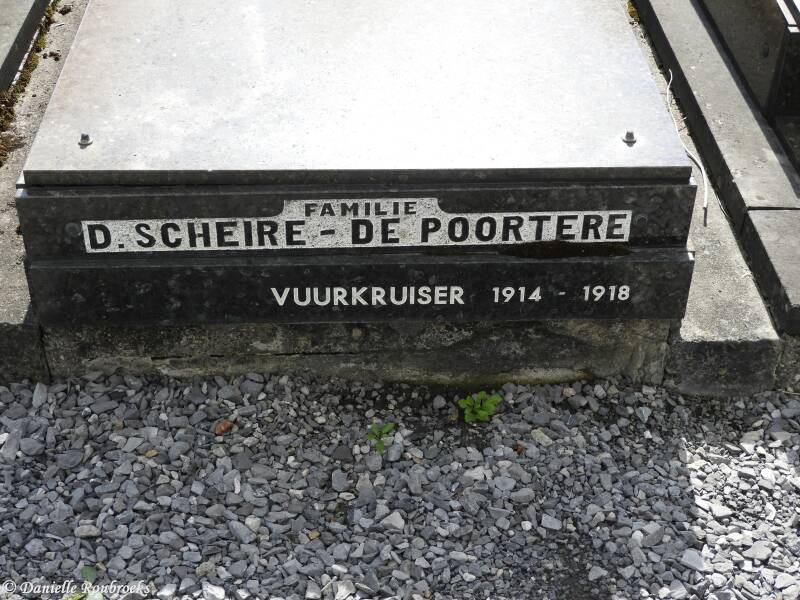 FAMILIE
D. SCHEIRE - DE POORTERE
VUURKRUISER 1914 - 1918
© Danielle Roubroeks